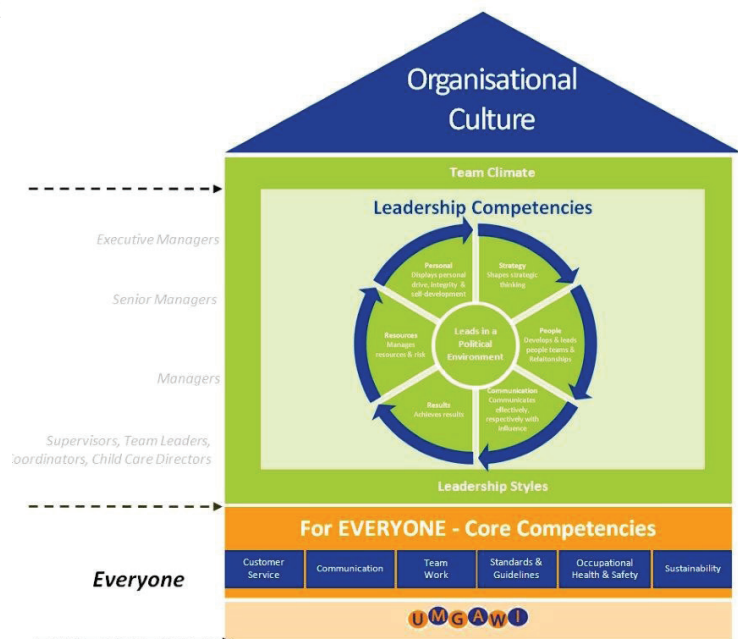 Organisational
Culture
Team Climate
Leadership Competencies
Executive Managers
Senior Managers
Managers
Supervisors, Team Leaders,
oordinators, Child Care Directors
Personal
Displays personal
drive, integrity &
self-development
Strategy
Shapes strategic
thinking
Resources
Manages
resources & risk
Leads in a
Political
Environment
People
Develops & leads
people teams &
Relationships
Results
Achieves results
Communication
Communicates
effectively,
respectively with
influence
Leadership Styles
For EVERYONE - Core Competencies
Everyone
Customer
Service
Communication
Team
Work
Standards &
Guidelines
Occupational
Health & Safety
Sustainability
UMGAWI